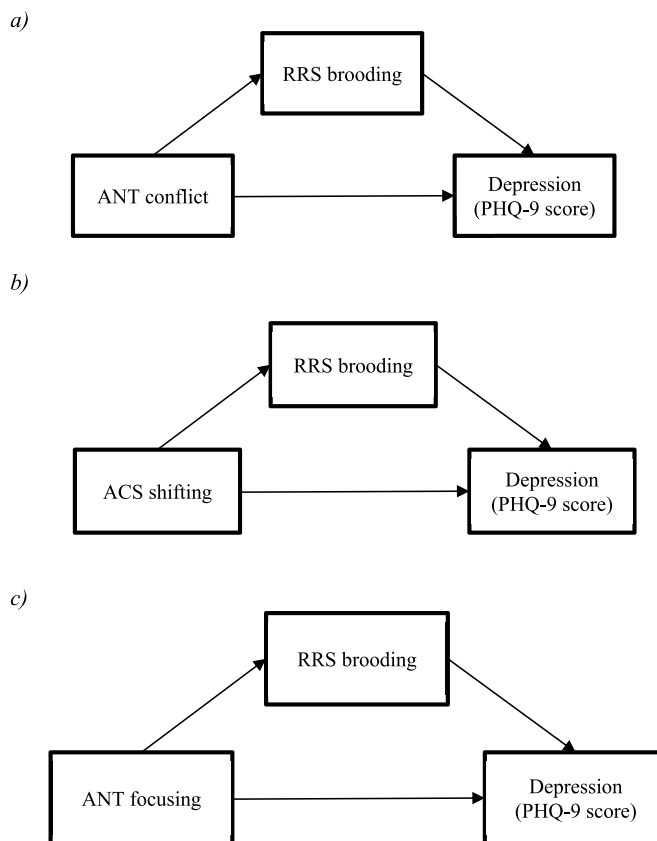 a)
RRS brooding
ANT conflict
Depression
(PHQ-9 score)
b)
RRS brooding
ACS shifting
Depression
(PHQ-9 score)
c)
RRS brooding
ANT focusing
Depression
(PHQ-9 score)